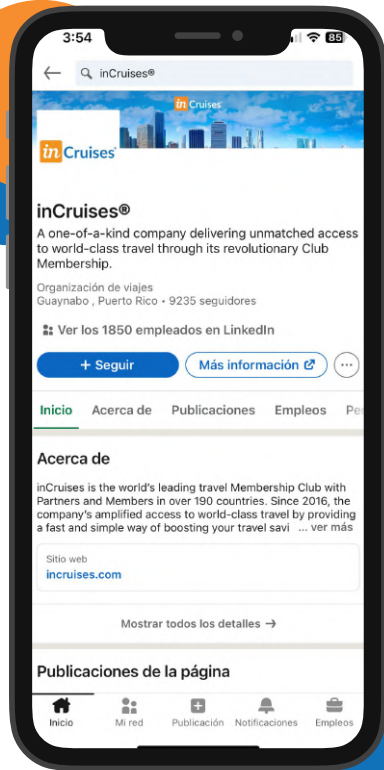 3:54
85
inCruises®
in Cruises
in Cruises
inCruises®
A one-of-a-kind company delivering unmatched access
to world-class travel through its revolutionary Club
Membership.
Organización de viajes
Guaynabo , Puerto Rico • 9235 seguidores
Ver los 1850 empleados en LinkedIn
+ Seguir
Más información
Inicio Acerca de Publicaciones Empleos Pe
Acerca de
inCruises is the world's leading travel Membership Club with
Partners and Members in over 190 countries. Since 2016, the
company's amplified access to world-class travel by providing
a fast and simple way of boosting your travel savi ... ver más
Sitio web
incruises.com
Mostrar todos los detalles →
Publicaciones de la página
Inicio Mi red Publicación Notificaciones Empleos